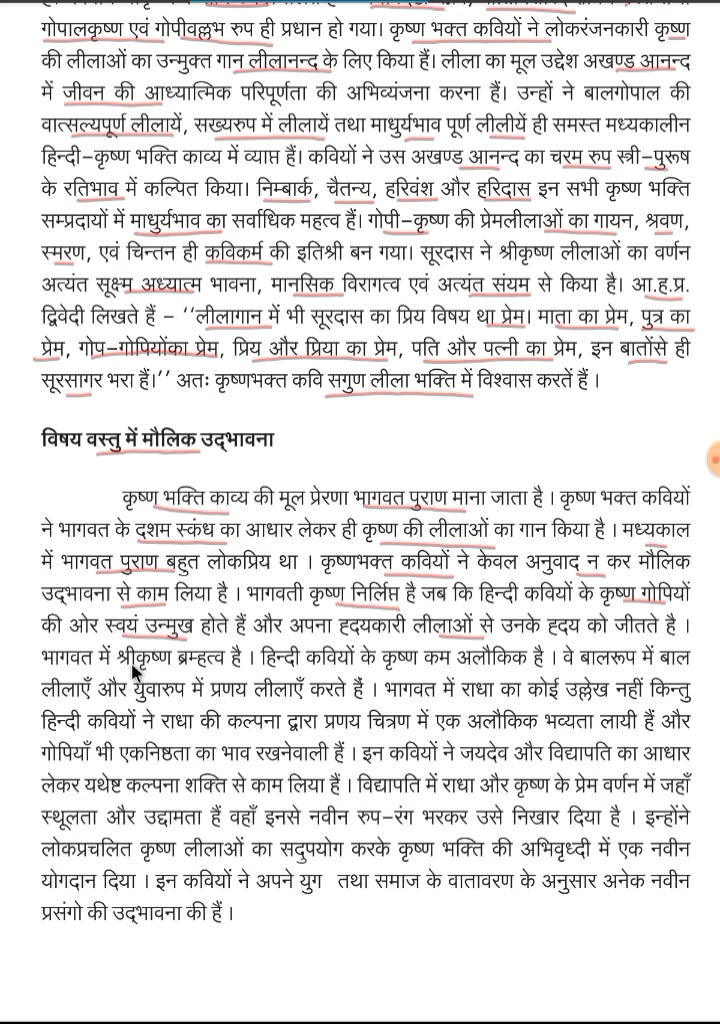 गोपालकृष्ण एवं गोपीवल्लभ रुप ही प्रधान हो गया। कृष्ण भक्त कवियों ने लोकरंजनकारी कृष्ण
की लीलाओं का उन्मुक्त गान लीलानन्द के लिए किया हैं। लीला का मूल उद्देश अखण्ड आनन्द
में जीवन की आध्यात्मिक परिपूर्णता की अभिव्यंजना करना हैं। उन्हों ने बालगोपाल की
वात्सल्यपूर्ण लीलायें, सख्यरुप में लीलायें तथा माधुर्यभाव पूर्ण लीलीयें ही समस्त मध्यकालीन
हिन्दी-कृष्ण भक्ति काव्य में व्याप्त हैं। कवियों ने उस अखण्ड आनन्द का चरम रुप स्त्री-पुरूष
के रतिभाव में कल्पित किया। निम्बार्क, चैतन्य, हरिवंश और हरिदास इन सभी कृष्ण भक्ति
सम्प्रदायों में माधुर्यभाव का सर्वाधिक महत्व हैं। गोपी-कृष्ण की प्रेमलीलाओं का गायन, श्रवण,
स्मरण, एवं चिन्तन ही कविकर्म की इतिश्री बन गया। सूरदास ने श्रीकृष्ण लीलाओं का वर्णन
अत्यंत सूक्ष्म अध्यात्म भावना, मानसिक विरागत्व एवं अत्यंत संयम से किया है। आ.ह.प्र.
द्विवेदी लिखते हैं - ‘‘लीलागान में भी सूरदास का प्रिय विषय था प्रेम। माता का प्रेम, पुत्र का
प्रेम, गोप-गोपियोंका प्रेम, प्रिय और प्रिया का प्रेम, पति और पत्नी का प्रेम, इन बातोंसे ही
सूरसागर भरा हैं।’’ अतः कृष्णभक्त कवि सगुण लीला भक्ति में विश्वास करतें हैं ।
विषय वस्तु में मौलिक उद्‌भावना
कृष्ण भक्ति काव्य की मूल प्रेरणा भागवत पुराण माना जाता है । कृष्ण भक्त कवियों
ने भागवत के दशम स्कंध का आधार लेकर ही कृष्ण की लीलाओं का गान किया है । मध्यकाल
में भागवत पुराण बहुत लोकप्रिय था । कृष्णभक्त कवियों ने केवल अनुवाद न कर मौलिक
उद्‌भावना से काम लिया है । भागवती कृष्ण निर्लिप्त है जब कि हिन्दी कवियों के कृष्ण गोपियों
की ओर स्वयं उन्मुख होते हैं और अपना ह्दयकारी लीलाओं से उनके ह्दय को जीतते है ।
भागवत में श्रीकृष्ण ब्रम्हत्व है । हिन्दी कवियों के कृष्ण कम अलौकिक है । वे बालरूप में बाल
लीलाएँ और युवारुप में प्रणय लीलाएँ करते हैं । भागवत में राधा का कोई उल्लेख नहीं किन्तु
हिन्दी कवियों ने राधा की कल्पना द्वारा प्रणय चित्रण में एक अलौकिक भव्यता लायी हैं और
गोपियाँ भी एकनिष्ठता का भाव रखनेवाली हैं । इन कवियों ने जयदेव और विद्यापति का आधार
लेकर यथेष्ट कल्पना शक्ति से काम लिया हैं । विद्यापति में राधा और कृष्ण के प्रेम वर्णन में जहाँ
स्थूलता और उद्दामता हैं वहाँ इनसे नवीन रुप-रंग भरकर उसे निखार दिया है । इन्होंने
लोकप्रचलित कृष्ण लीलाओं का सदुपयोग करके कृष्ण भक्ति की अभिवृध्दी में एक नवीन
योगदान दिया । इन कवियों ने अपने युग तथा समाज के वातावरण के अनुसार अनेक नवीन
प्रसंगो की उद्‌भावना की हैं ।